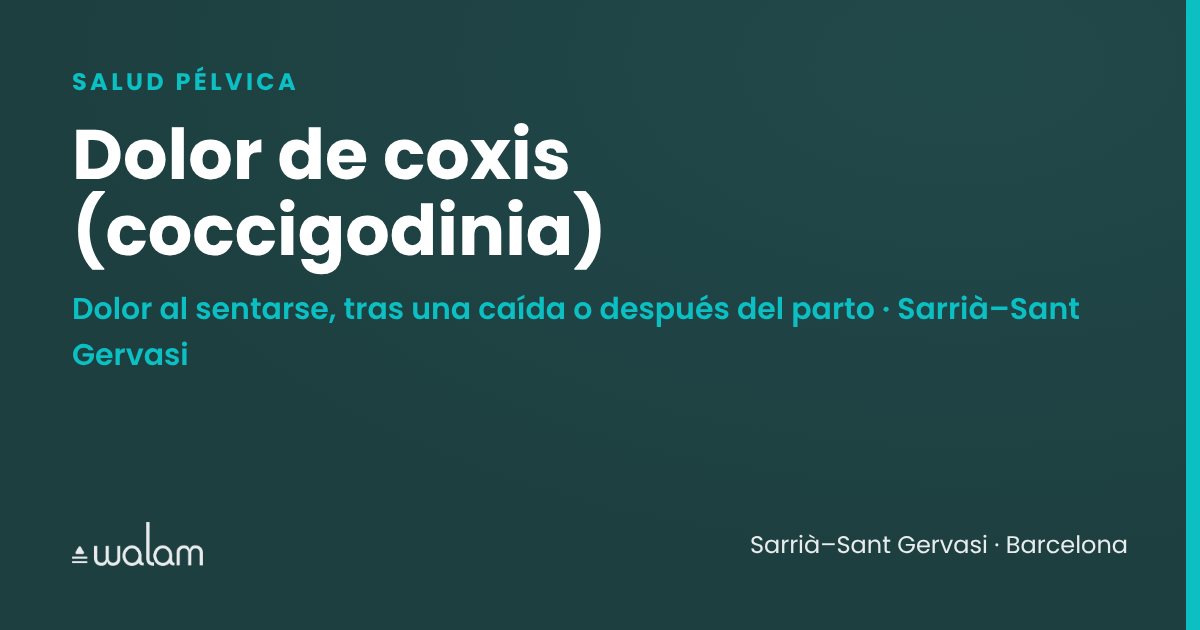 SALUD PÉLVICA
Dolor de coxis
(coccigodinia)
Dolor al sentarse, tras una caída o después del parto · Sarrià–Sant
Gervasi
walam
Sarrià–Sant Gervasi · Barcelona